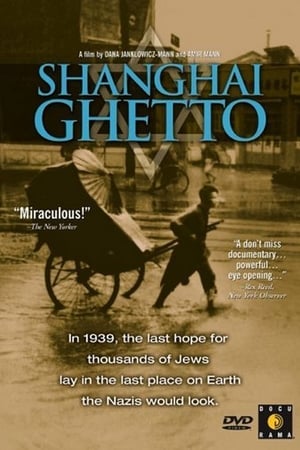 A film by DANA JANKLOWICZ-MANN and AMIR MANN
SHANGHAI
GHETTO
"Miraculous!"
—The New Yorker
"A don't miss
documentary...
powerful...
eye opening..."
—Rex Reed,
New York Observer
In 1939, the last hope for
thousands of Jews
lay in the last place on Earth
the Nazis would look.
DVD
VIDEO
DOCU
RAMA